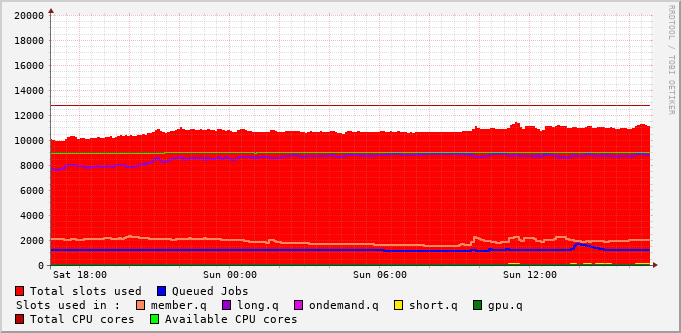 20000
18000
16000
14000
12000
10000
8000
6000
4000
2000
0
Sat 18:00 Sun 00:00 Sun 06:00 Sun 12:00
RRDTOOL / TOBI OETIKER
Total slots used Queued Jobs
Slots used in : member.q long.q ondemand.q short.q gpu.q
Total CPU cores Available CPU cores